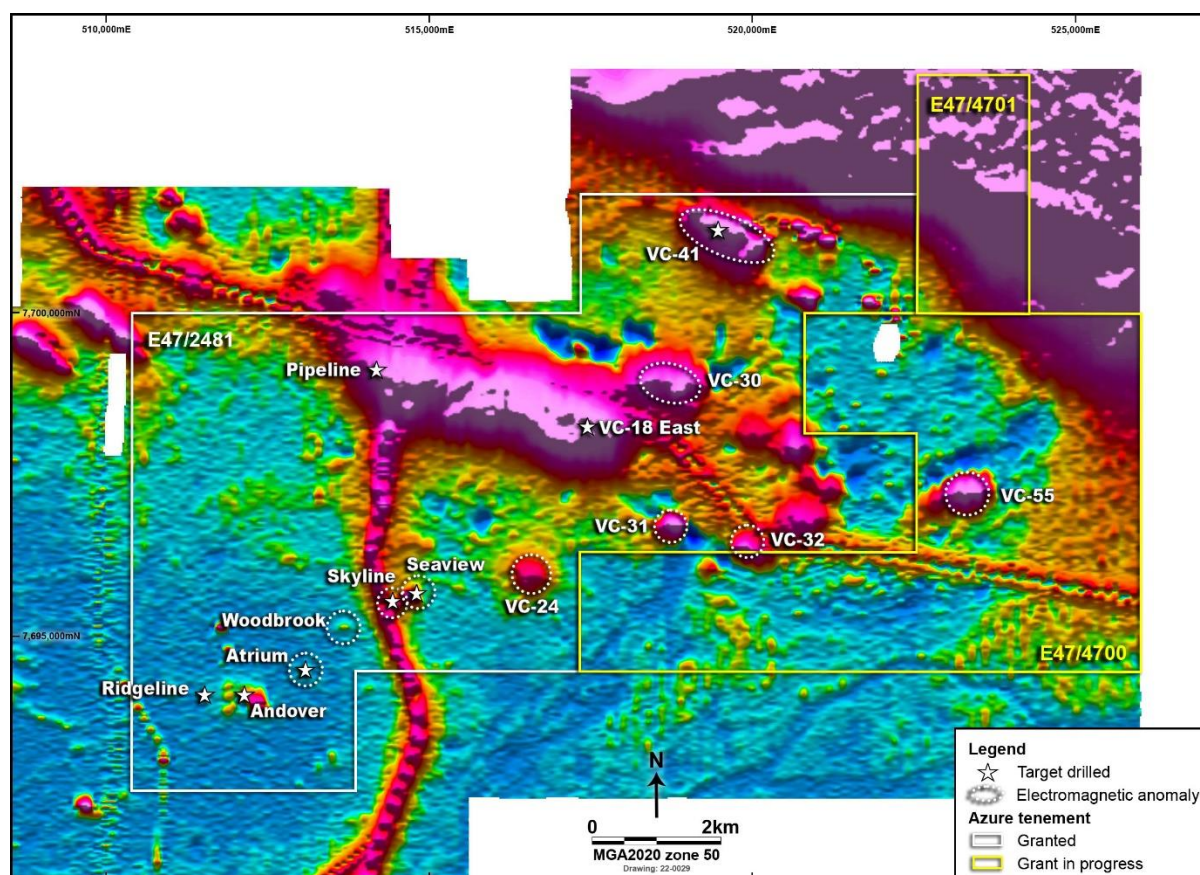 510,000mE
515,000mE
520,000mE
525,000mE
E47/4701
VC-41
7,700,000mN
E47/2481
Pipeline
VC-30
VC-18 East
VC-55
VC-31
VC-32
Seaview
Skyline
VC-24
Woodbrook
7,695,000mN
Atrium
E47/4700
Ridgeline
Andover
N
0 2km
MGA2020 zone 50
Drawing: 22-0029
Legend
Target drilled
Electromagnetic anomaly
Azure tenement
Granted
Grant in progress